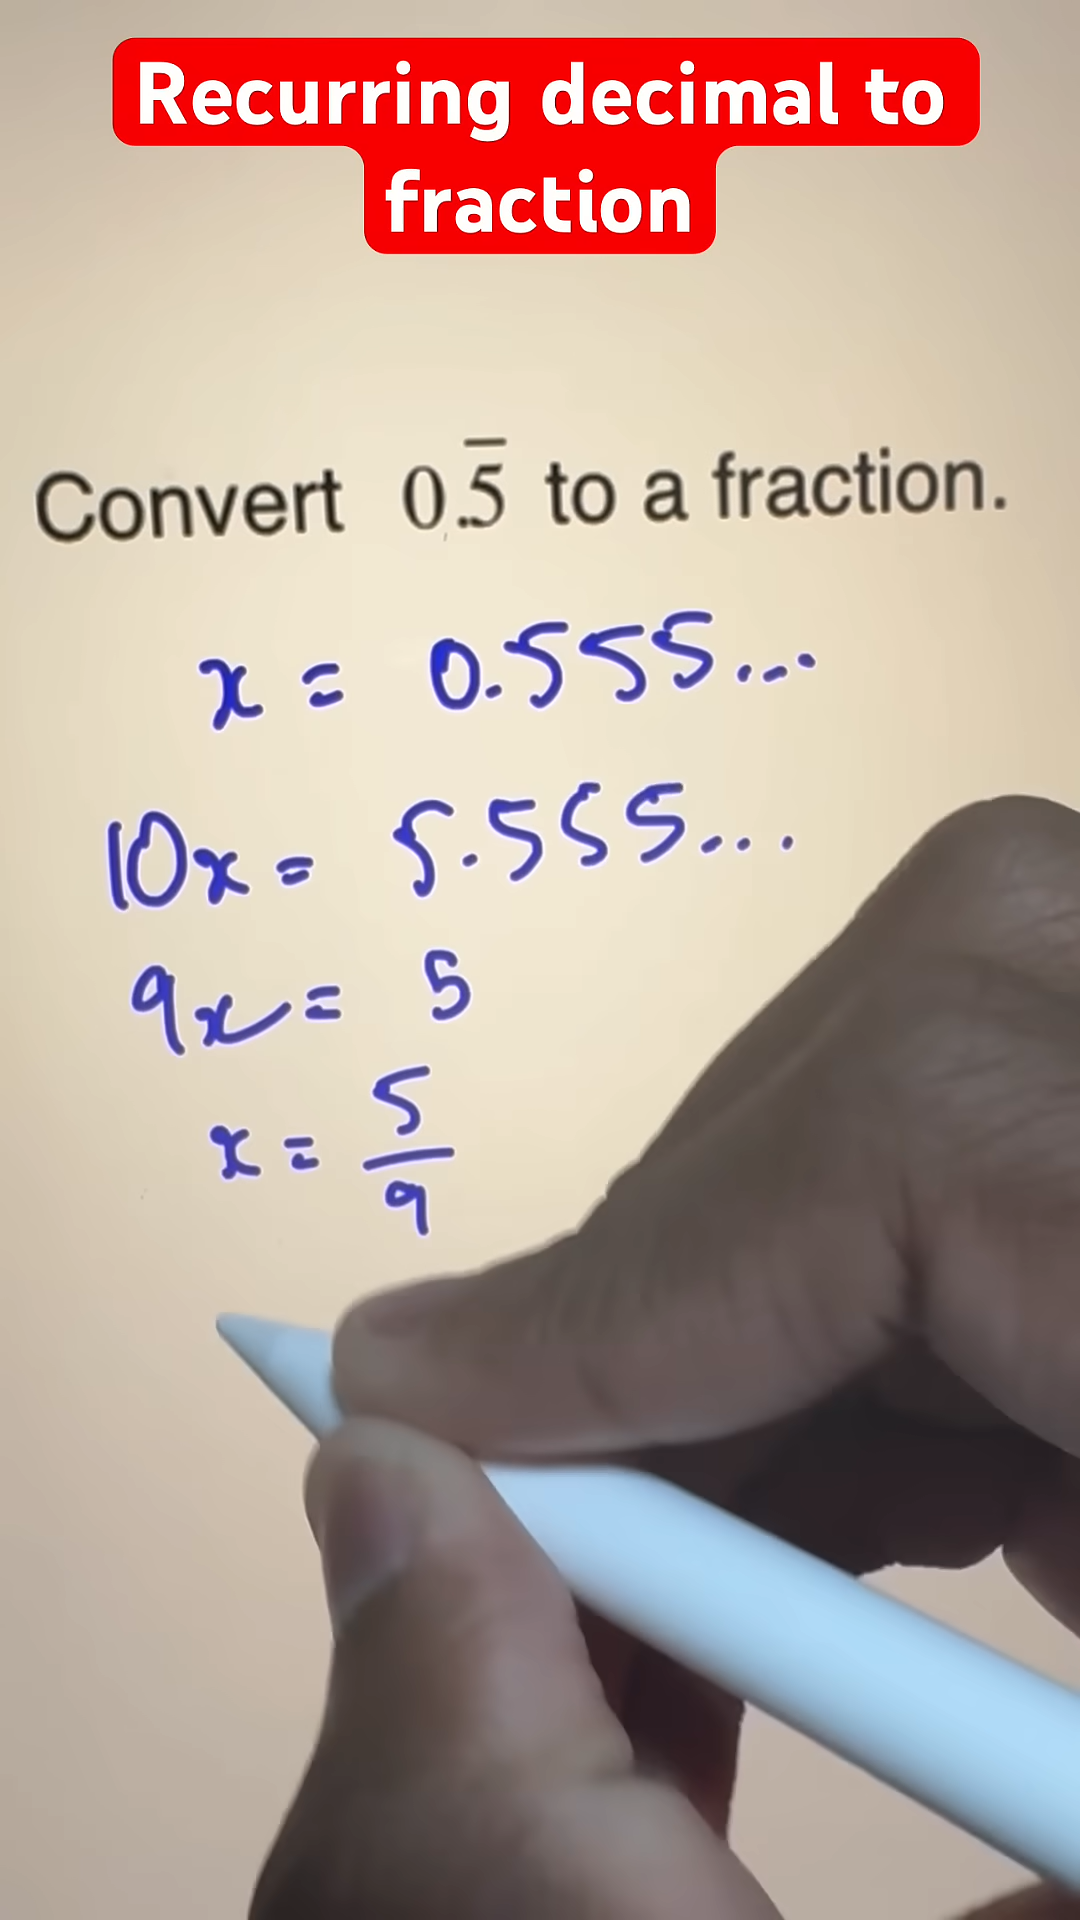 Recurring decimal to
fraction
Convert 0.5̅ to a fraction.
x = 0.555...
10x = 5.555...
9x = 5
x = 5/9